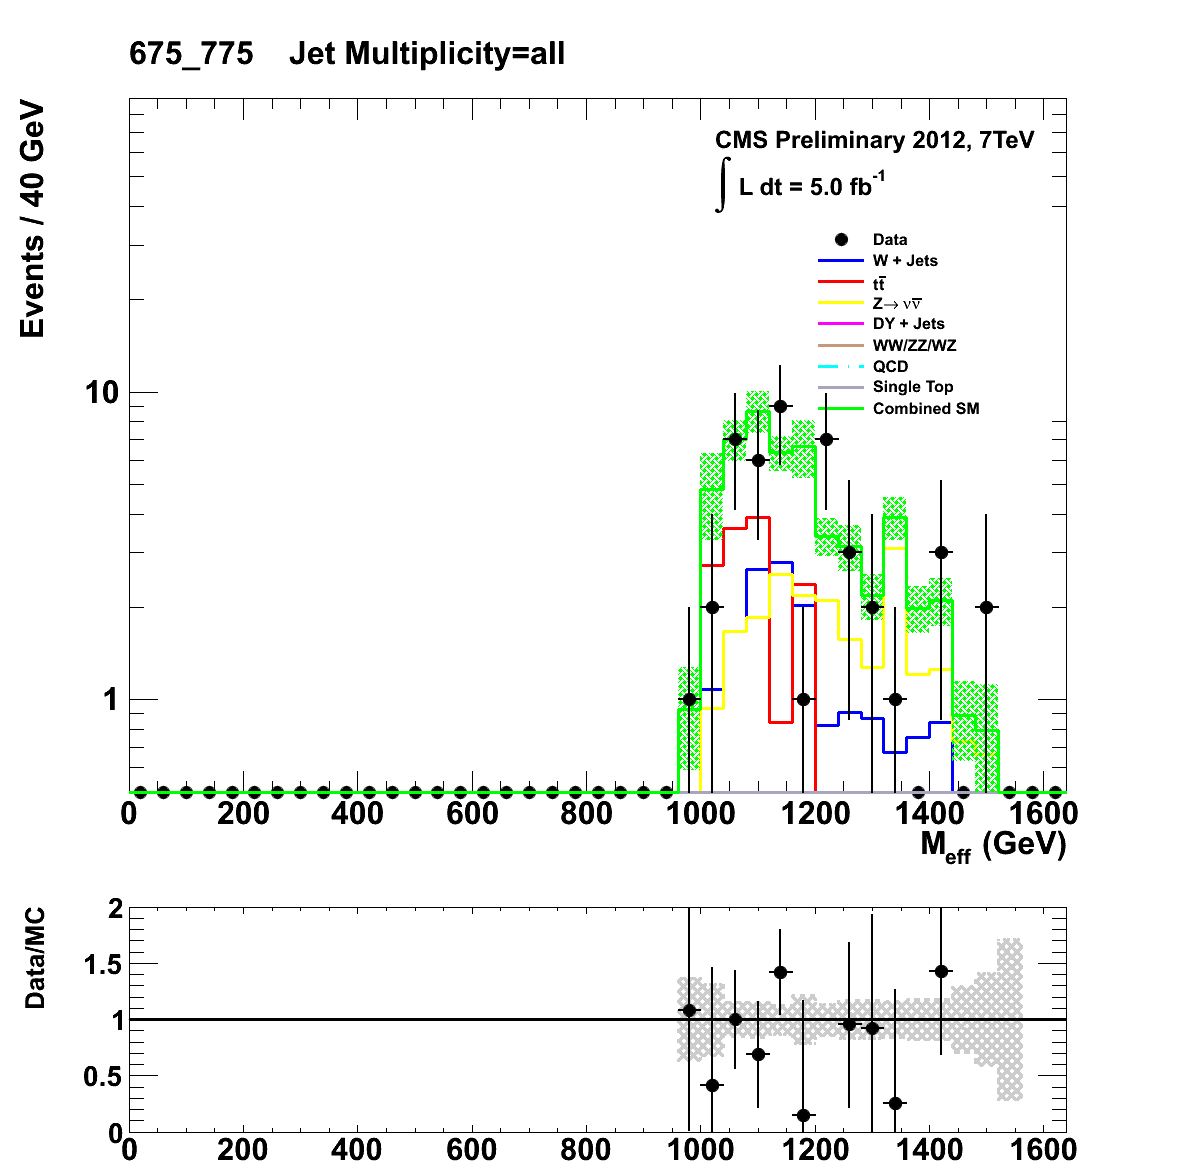 675_775 Jet Multiplicity=all
Events / 40 GeV
CMS Preliminary 2012, 7TeV
∫ L dt = 5.0 fb⁻¹
Data
W + Jets
tt̅
Z→ νν̅
DY + Jets
WW/ZZ/WZ
QCD
Single Top
Combined SM
10
1
0 200 400 600 800 1000 1200 1400 1600
M_eff (GeV)
Data/MC
2
1.5
1
0.5
0
0 200 400 600 800 1000 1200 1400 1600